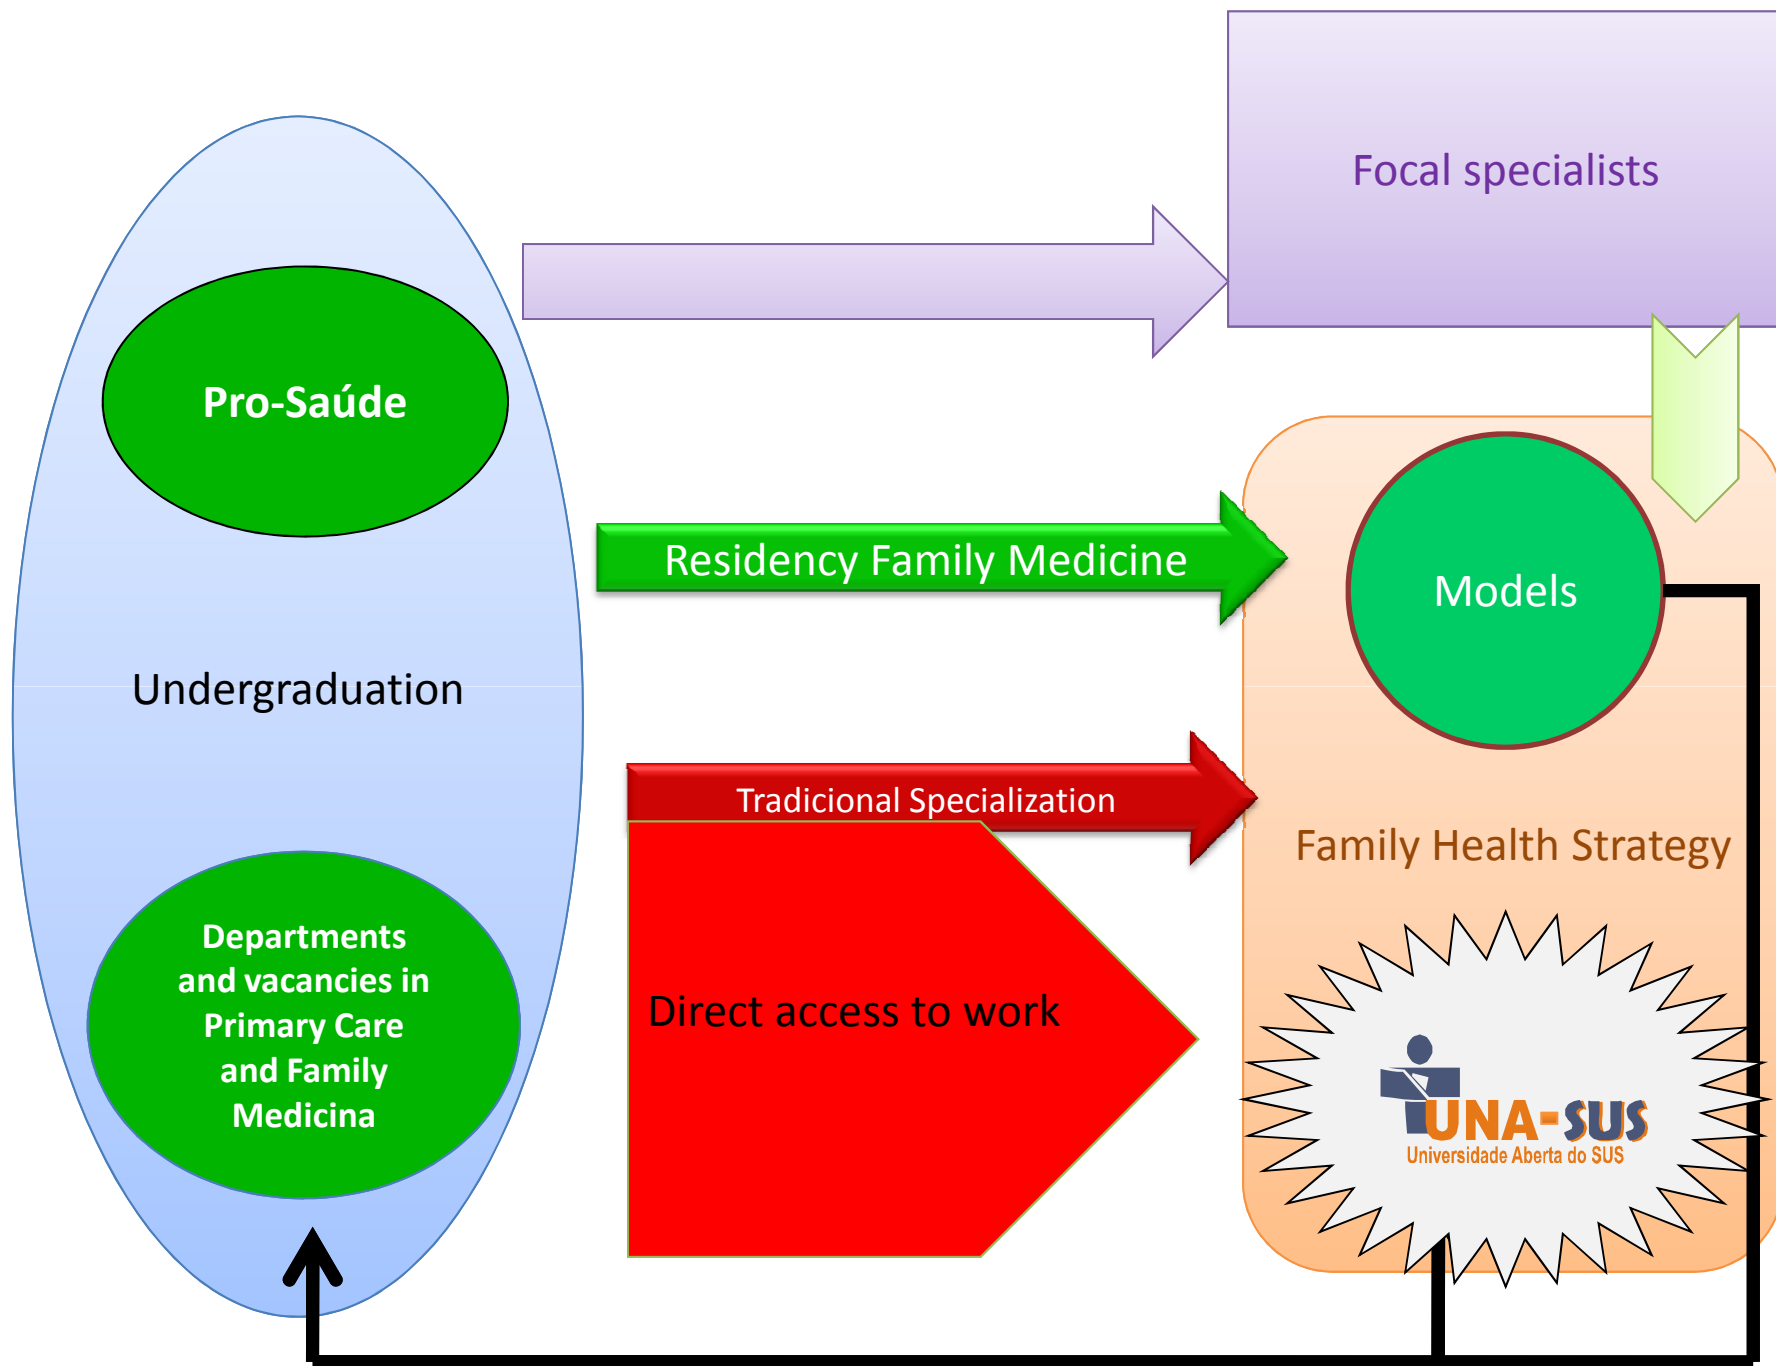 Focal specialists
Pro-Saúde
Residency Family Medicine
Models
Undergraduation
Tradicional Specialization
Family Health Strategy
Departments
and vacancies in
Primary Care
and Family
Medicina
Direct access to work
UNA-SUS
Universidade Aberta do SUS